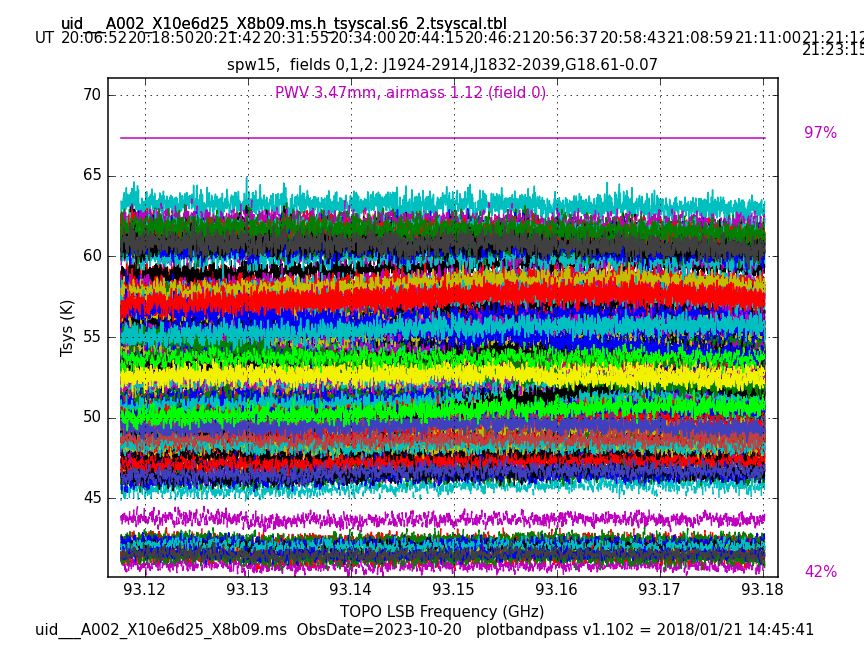 uid___A002_X10e6d25_X8b09.ms.h_tsyscal.s6_2.tsyscal.tbl
UT 20:06:52 20:18:50 20:21:42 20:31:55 20:34:00 20:44:15 20:46:21 20:56:37 20:58:43 21:08:59 21:11:00 21:21:12
21:23:15
spw15, fields 0,1,2: J1924-2914,J1832-2039,G18.61-0.07
PWV 3.47mm, airmass 1.12 (field 0)
97%
70
65
60
55
50
45
Tsys (K)
42%
93.12 93.13 93.14 93.15 93.16 93.17 93.18
TOPO LSB Frequency (GHz)
uid___A002_X10e6d25_X8b09.ms ObsDate=2023-10-20 plotbandpass v1.102 = 2018/01/21 14:45:41